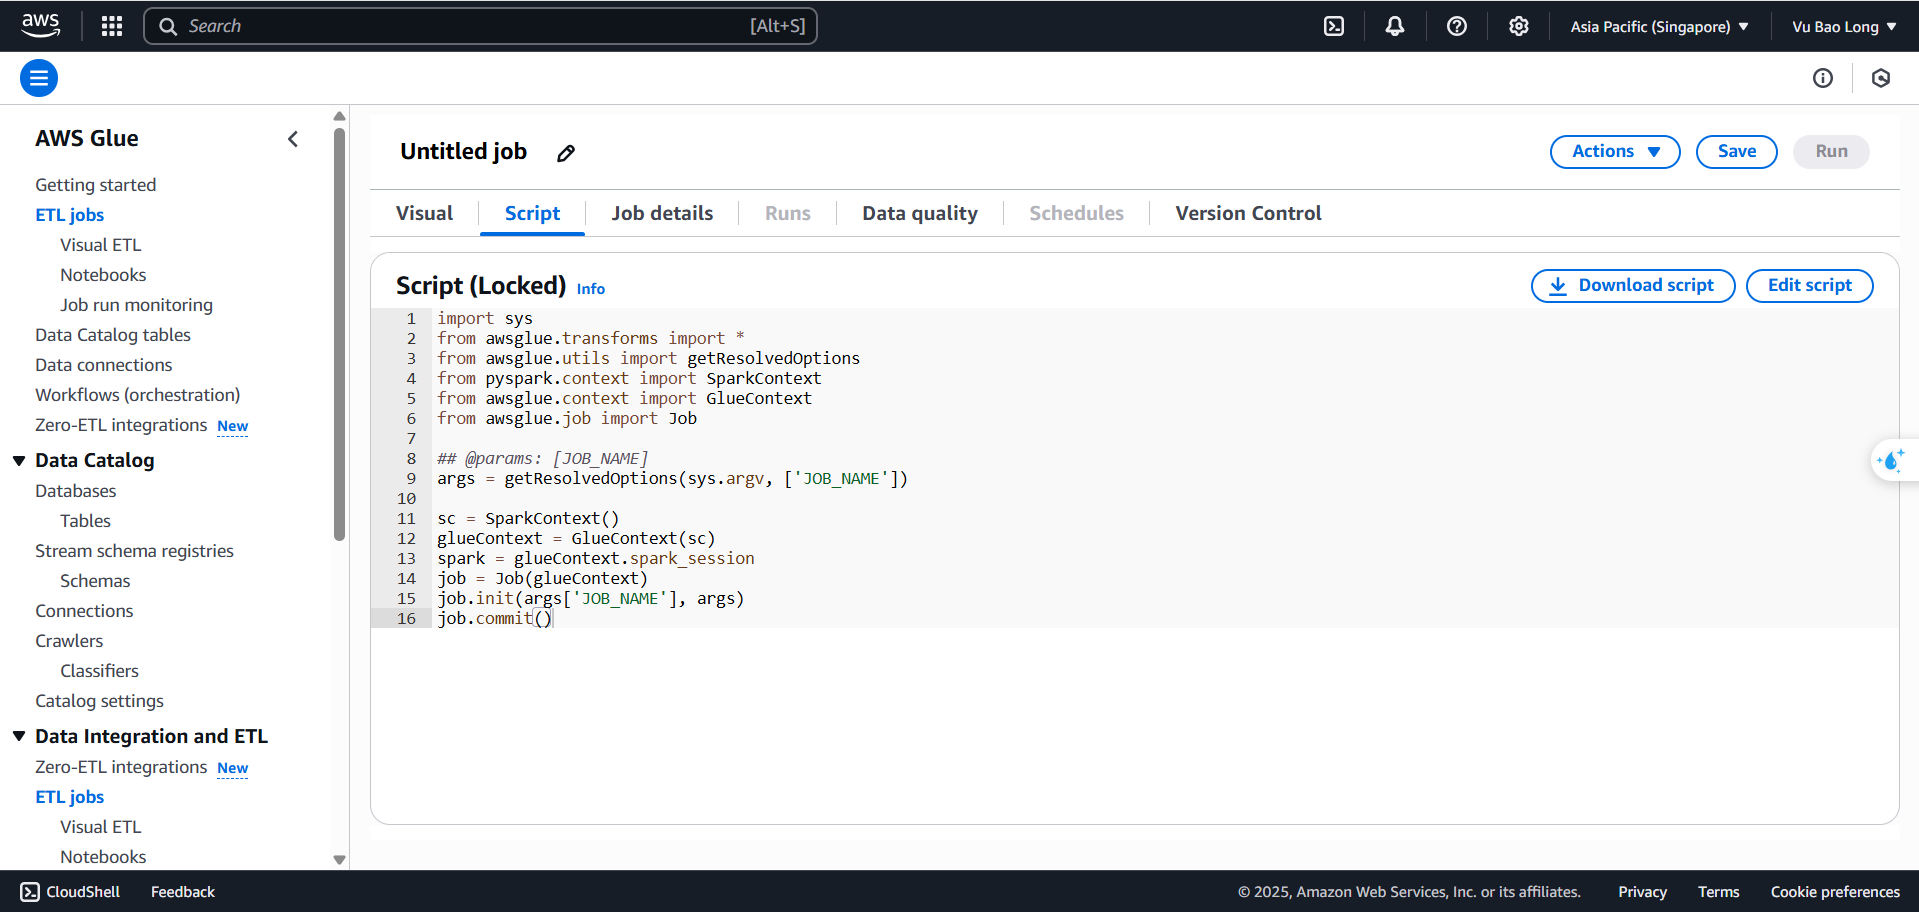 aws
Search [Alt+S]
Asia Pacific (Singapore)
Vu Bao Long
AWS Glue
Getting started
ETL jobs
Visual ETL
Notebooks
Job run monitoring
Data Catalog tables
Data connections
Workflows (orchestration)
Zero-ETL integrations New
Data Catalog
Databases
Tables
Stream schema registries
Schemas
Connections
Crawlers
Classifiers
Catalog settings
Data Integration and ETL
Zero-ETL integrations New
ETL jobs
Visual ETL
Notebooks
Untitled job
Actions Save Run
Visual Script Job details Runs Data quality Schedules Version Control
Script (Locked) Info
Download script Edit script
1 import sys
2 from awsglue.transforms import *
3 from awsglue.utils import getResolvedOptions
4 from pyspark.context import SparkContext
5 from awsglue.context import GlueContext
6 from awsglue.job import Job
7
8 ## @params: [JOB_NAME]
9 args = getResolvedOptions(sys.argv, ['JOB_NAME'])
10
11 sc = SparkContext()
12 glueContext = GlueContext(sc)
13 spark = glueContext.spark_session
14 job = Job(glueContext)
15 job.init(args['JOB_NAME'], args)
16 job.commit()
CloudShell Feedback
© 2025, Amazon Web Services, Inc. or its affiliates. Privacy Terms Cookie preferences